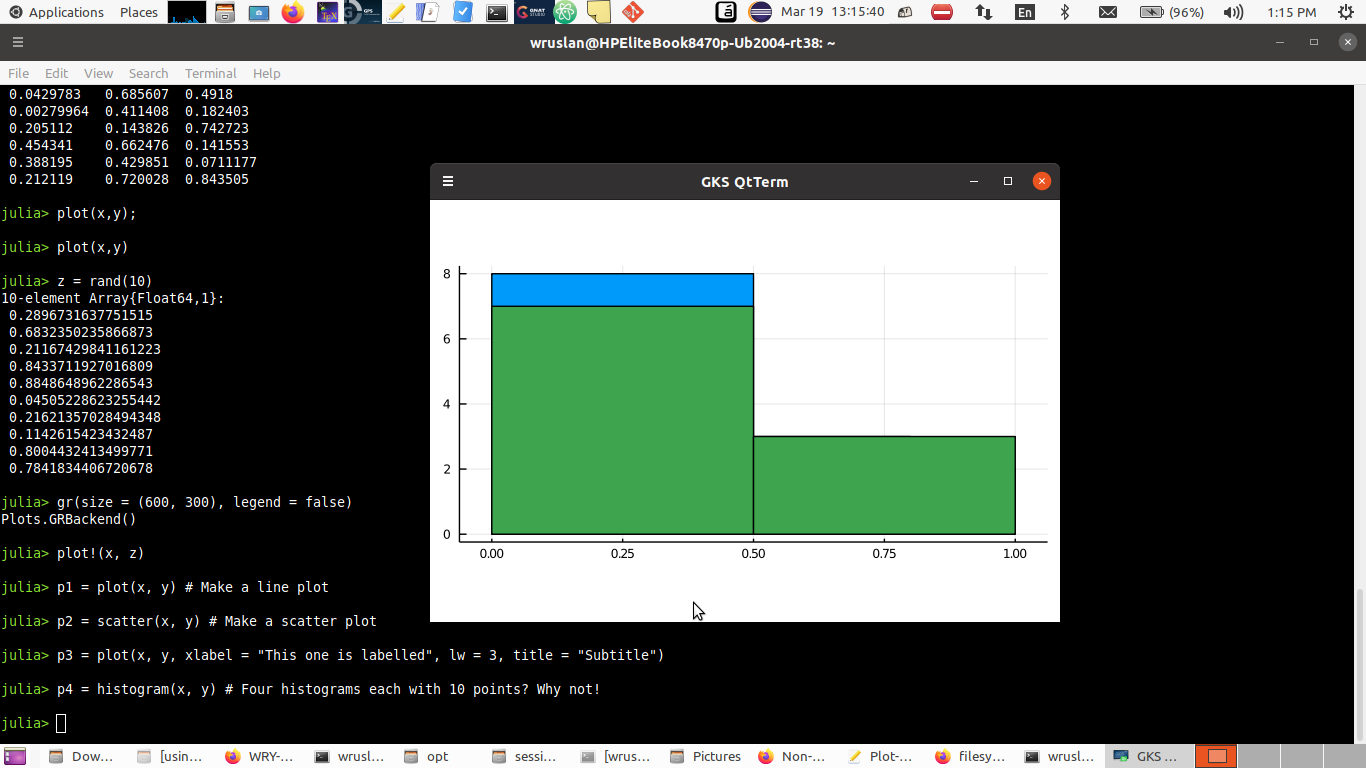 Applications Places Mar 19 13:15:40 En (96%) 1:15 PM
wruslan@HPEliteBook8470p-Ub2004-rt38: ~
File Edit View Search Terminal Help
0.0429783 0.685607 0.4918
0.00279964 0.411408 0.182403
0.205112 0.143826 0.742723
0.454341 0.662476 0.141553
0.388195 0.429851 0.0711177
0.212119 0.720028 0.843505
julia> plot(x,y);
julia> plot(x,y)
julia> z = rand(10)
10-element Array{Float64,1}:
0.2896731637751515
0.6832350235866873
0.21167429841161223
0.8433711927016809
0.8848648962286543
0.04505228623255442
0.21621357028494348
0.1142615423432487
0.8004432413499771
0.7841834406720678
julia> gr(size = (600, 300), legend = false)
Plots.GRBackend()
julia> plot!(x, z)
julia> p1 = plot(x, y) # Make a line plot
julia> p2 = scatter(x, y) # Make a scatter plot
julia> p3 = plot(x, y, xlabel = "This one is labelled", lw = 3, title = "Subtitle")
julia> p4 = histogram(x, y) # Four histograms each with 10 points? Why not!
julia>
GKS QtTerm
8
6
4
2
0
0.00 0.25 0.50 0.75 1.00
Dow... [usin... WRY-... wrusl... opt sessi... [wrus... Pictures Non-... Plot-... filesy... wrusl... GKS ...